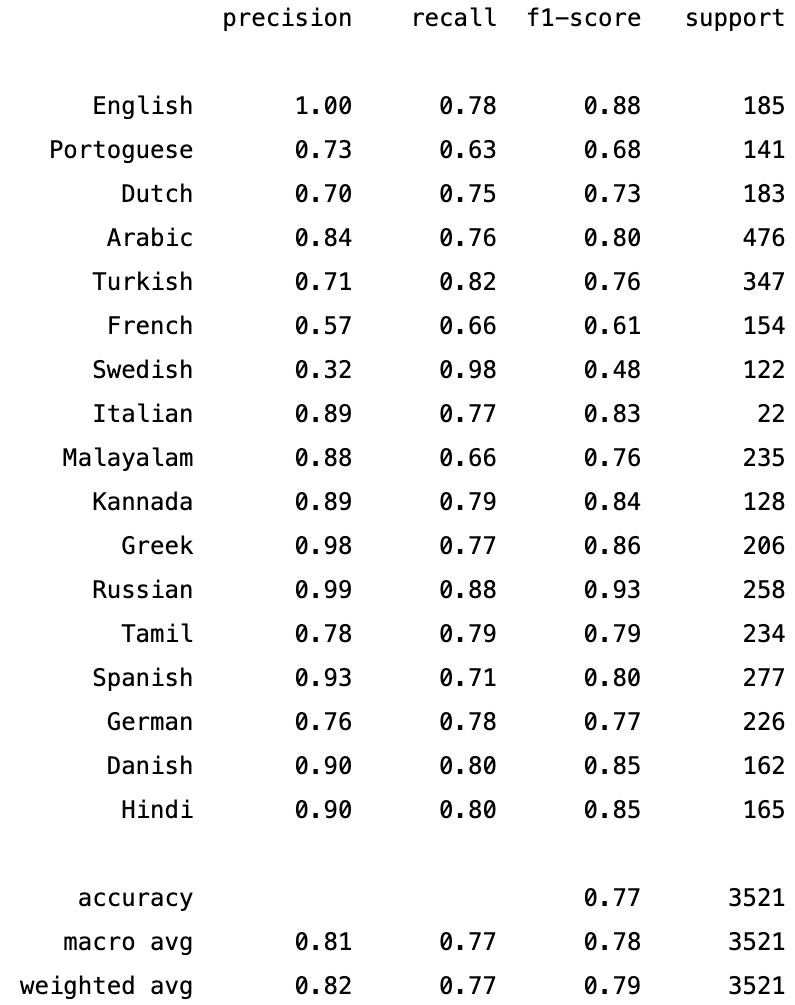 precision recall f1-score support
English 1.00 0.78 0.88 185
Portoguese 0.73 0.63 0.68 141
Dutch 0.70 0.75 0.73 183
Arabic 0.84 0.76 0.80 476
Turkish 0.71 0.82 0.76 347
French 0.57 0.66 0.61 154
Swedish 0.32 0.98 0.48 122
Italian 0.89 0.77 0.83 22
Malayalam 0.88 0.66 0.76 235
Kannada 0.89 0.79 0.84 128
Greek 0.98 0.77 0.86 206
Russian 0.99 0.88 0.93 258
Tamil 0.78 0.79 0.79 234
Spanish 0.93 0.71 0.80 277
German 0.76 0.78 0.77 226
Danish 0.90 0.80 0.85 162
Hindi 0.90 0.80 0.85 165
accuracy 0.77 3521
macro avg 0.81 0.77 0.78 3521
weighted avg 0.82 0.77 0.79 3521